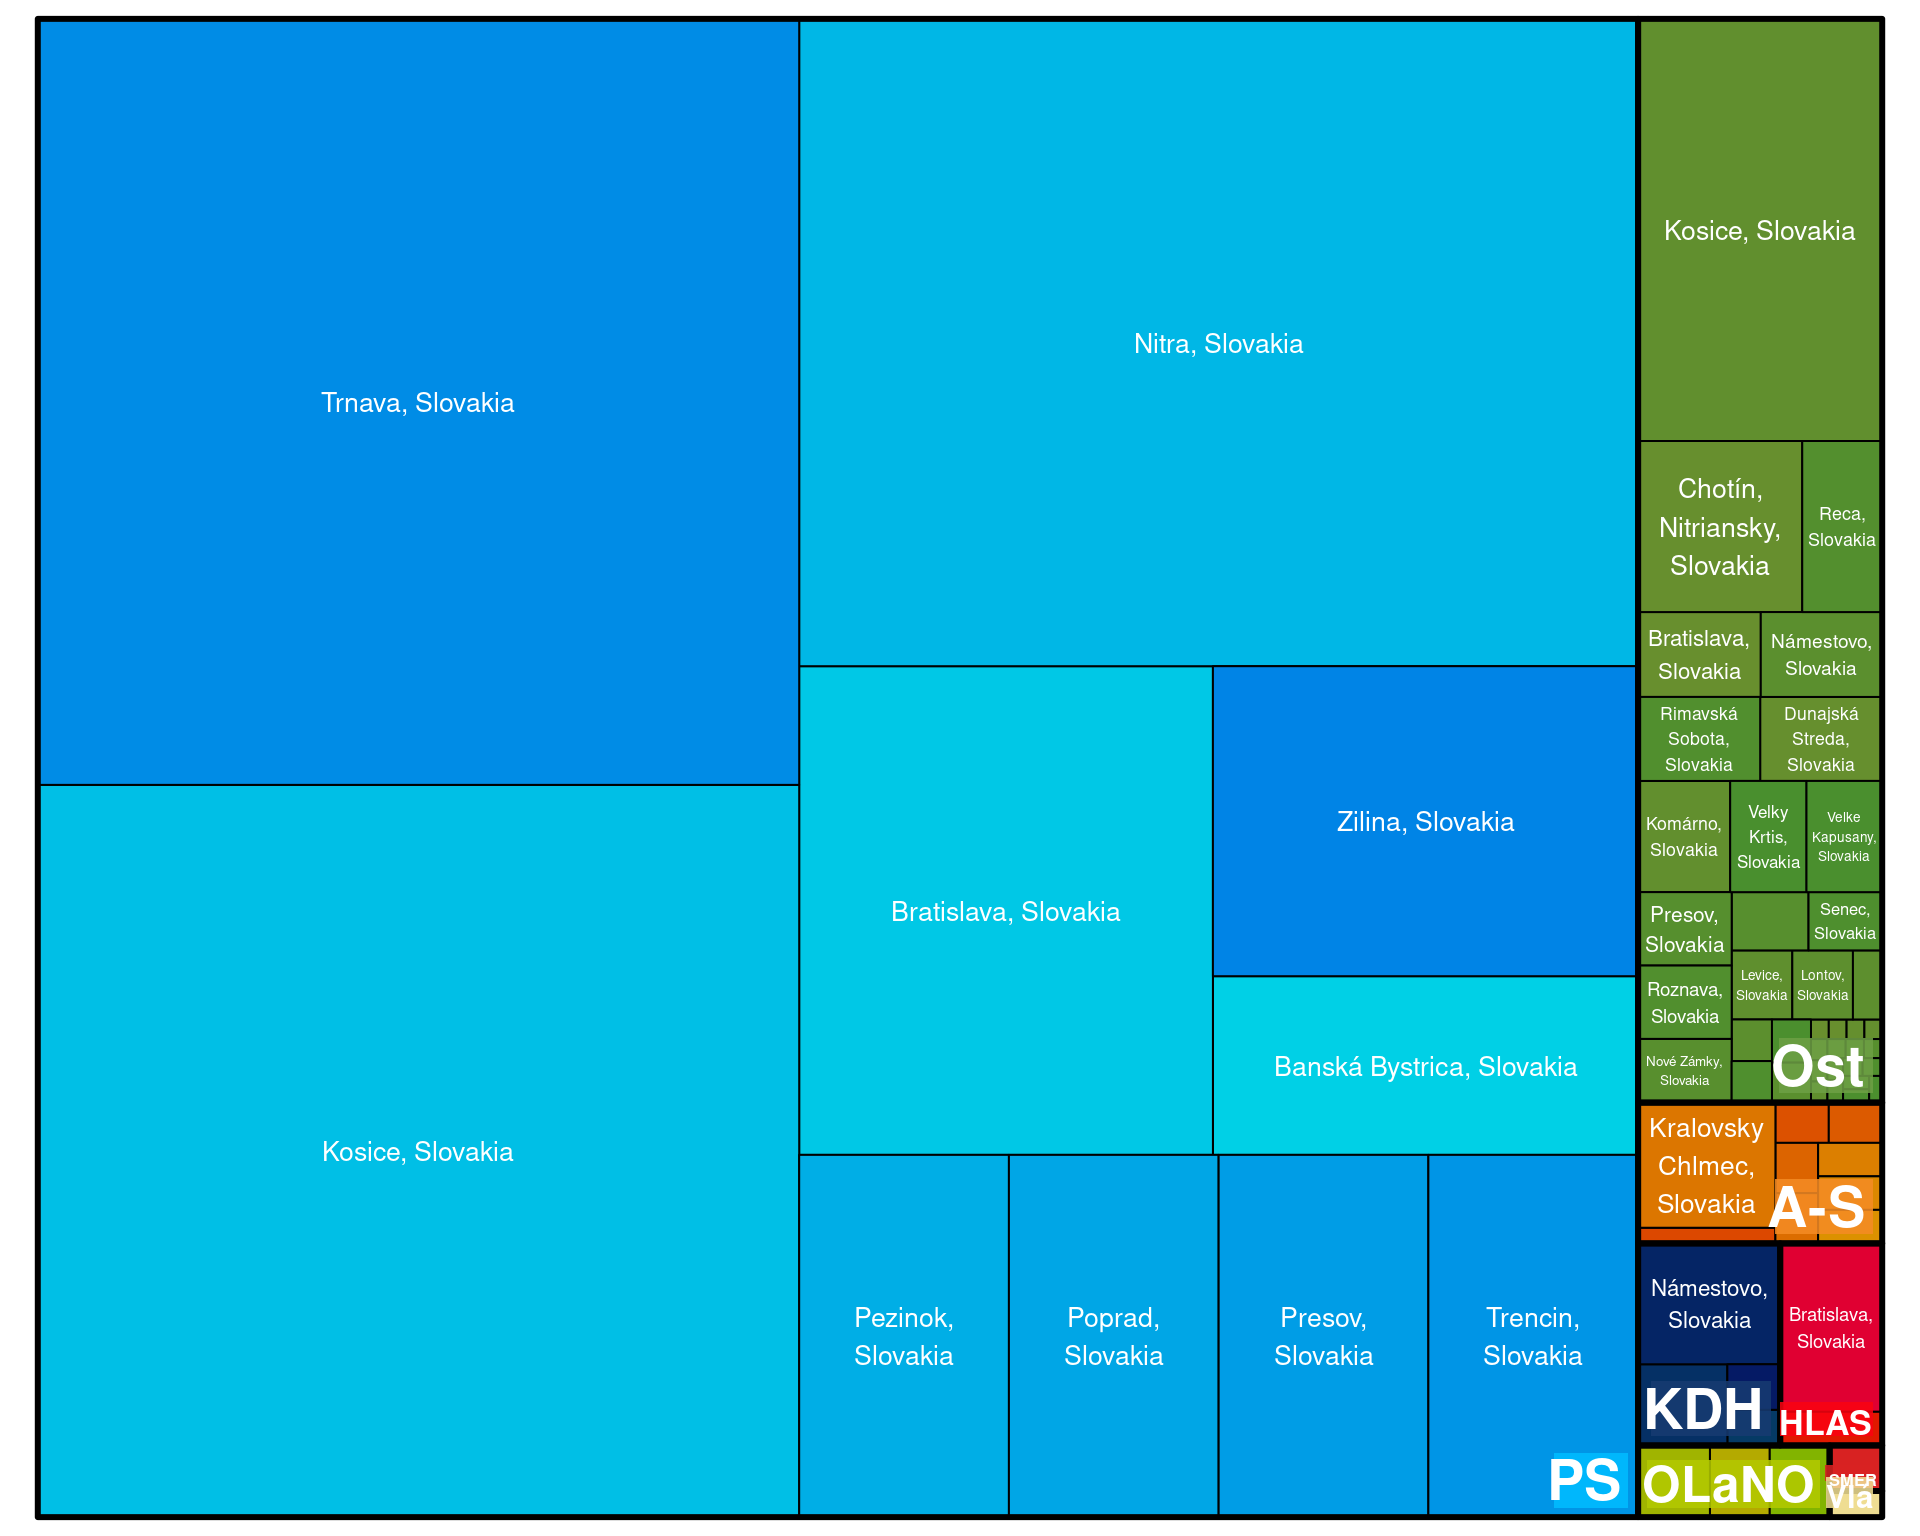 Trnava, Slovakia
Nitra, Slovakia
Kosice, Slovakia
Bratislava, Slovakia
Zilina, Slovakia
Banská Bystrica, Slovakia
Pezinok,
Slovakia
Poprad,
Slovakia
Presov,
Slovakia
Trencin,
Slovakia
PS
Kosice, Slovakia
Chotín,
Nitriansky,
Slovakia
Reca,
Slovakia
Bratislava,
Slovakia
Námestovo,
Slovakia
Rimavská
Sobota,
Slovakia
Dunajská
Streda,
Slovakia
Komárno,
Slovakia
Velky
Krtis,
Slovakia
Velke
Kapusany,
Slovakia
Presov,
Slovakia
Senec,
Slovakia
Roznava,
Slovakia
Levice,
Slovakia
Lontov,
Slovakia
Nové Zámky,
Slovakia
Ost
Kralovsky
Chlmec,
Slovakia
A-S
Námestovo,
Slovakia
KDH
Bratislava,
Slovakia
HLAS
OLaNO
SMER
Vla